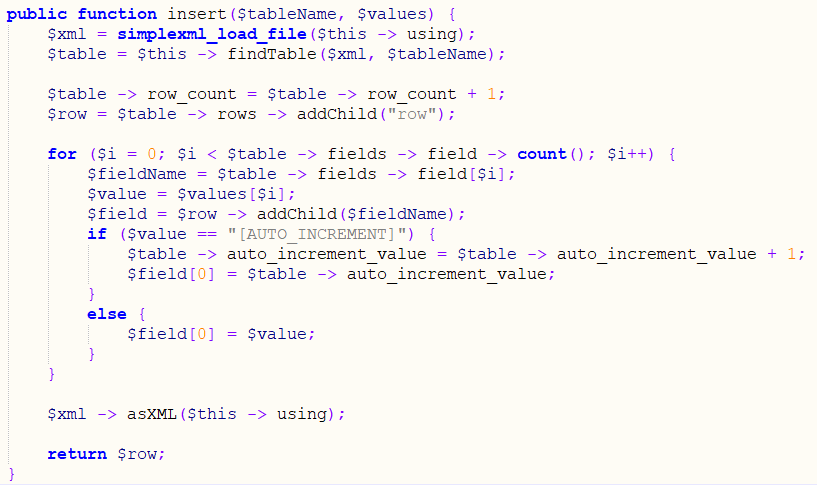 public function insert($tableName, $values) {
    $xml = simplexml_load_file($this -> using);
    $table = $this -> findTable($xml, $tableName);

    $table -> row_count = $table -> row_count + 1;
    $row = $table -> rows -> addChild("row");

    for ($i = 0; $i < $table -> fields -> field -> count(); $i++) {
        $fieldName = $table -> fields -> field[$i];
        $value = $values[$i];
        $field = $row -> addChild($fieldName);
        if ($value == "[AUTO_INCREMENT]") {
            $table -> auto_increment_value = $table -> auto_increment_value + 1;
            $field[0] = $table -> auto_increment_value;
        }
        else {
            $field[0] = $value;
        }
    }

    $xml -> asXML($this -> using);

    return $row;
}